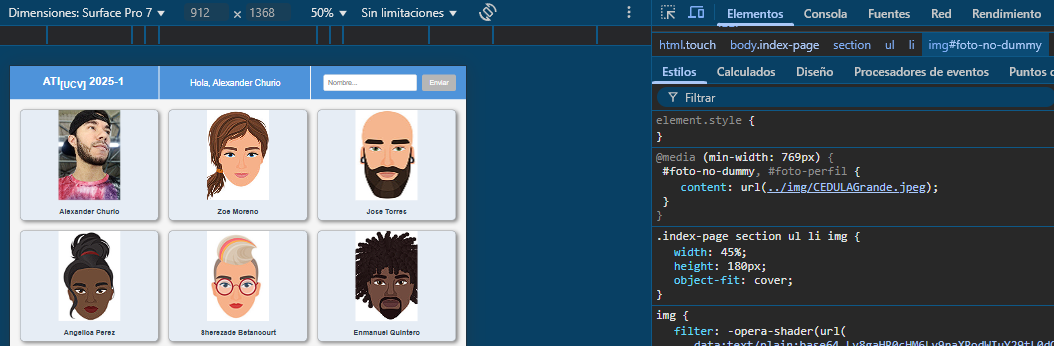 Dimensiones: Surface Pro 7 912 × 1368 50% Sin limitaciones
Elementos Consola Fuentes Red Rendimiento
html.touch body.index-page section ul li img#foto-no-dummy
Estilos Calculados Diseño Procesadores de eventos Puntos d
Filtrar
ATI[UCV] 2025-1 Hola, Alexander Churio Nombre... Enviar
Alexander Churio Zoe Moreno Jose Torres
Angelica Perez Sherezade Betancourt Enmanuel Quintero
element.style {
}
@media (min-width: 769px) {
#foto-no-dummy, #foto-perfil {
content: url(../img/CEDULAGrande.jpeg);
}
}
.index-page section ul li img {
width: 45%;
height: 180px;
object-fit: cover;
}
img {
filter: -opera-shader(url(